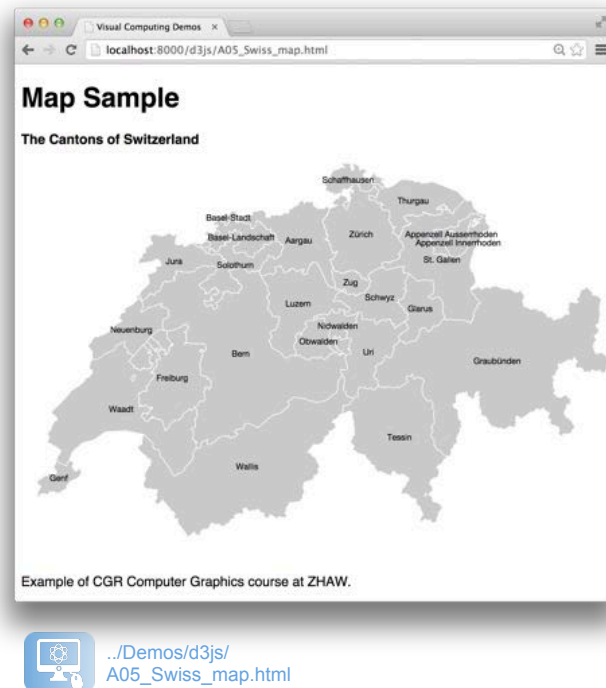 Visual Computing Demos ×
localhost:8000/d3js/A05_Swiss_map.html
Map Sample
The Cantons of Switzerland
Schaffhausen
Thurgau
Basel-Stadt
Basel-Landschaft
Aargau
Zürich
Appenzell Ausserrhoden
Appenzell Innerrhoden
Jura
Solothurn
St. Gallen
Zug
Luzern
Schwyz
Glarus
Neuenburg
Nidwalden
Obwalden
Bern
Uri
Graubünden
Freiburg
Waadt
Tessin
Wallis
Genf
Example of CGR Computer Graphics course at ZHAW.
../Demos/d3js/
A05_Swiss_map.html